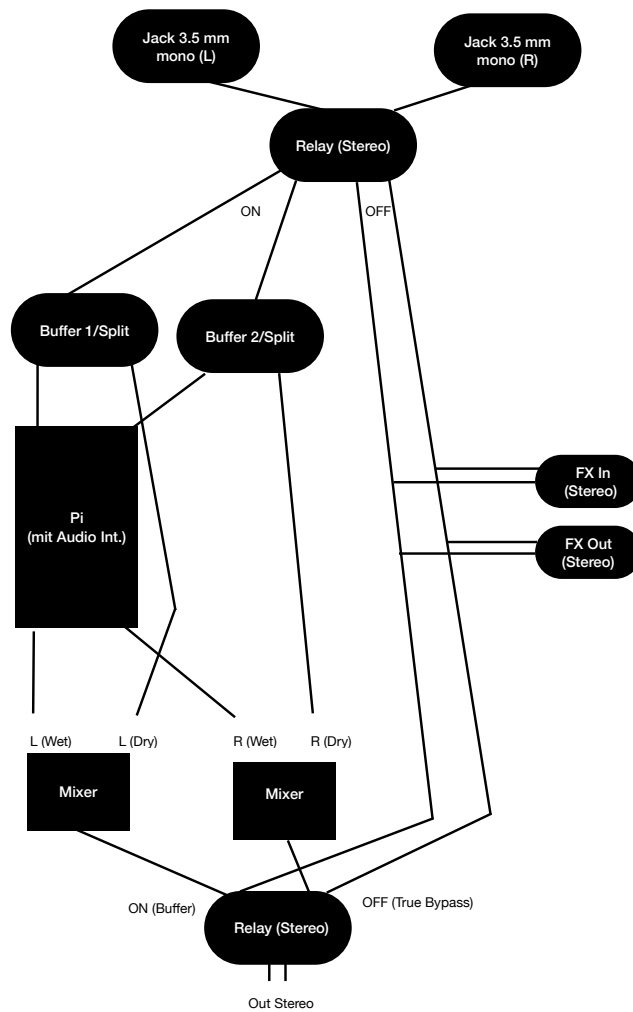 Jack 3.5 mm
mono (L)
Jack 3.5 mm
mono (R)
Relay (Stereo)
ON
OFF
Buffer 1/Split
Buffer 2/Split
FX In
(Stereo)
Pi
(mit Audio Int.)
FX Out
(Stereo)
L (Wet)
L (Dry)
R (Wet)
R (Dry)
Mixer
Mixer
ON (Buffer)
OFF (True Bypass)
Relay (Stereo)
Out Stereo